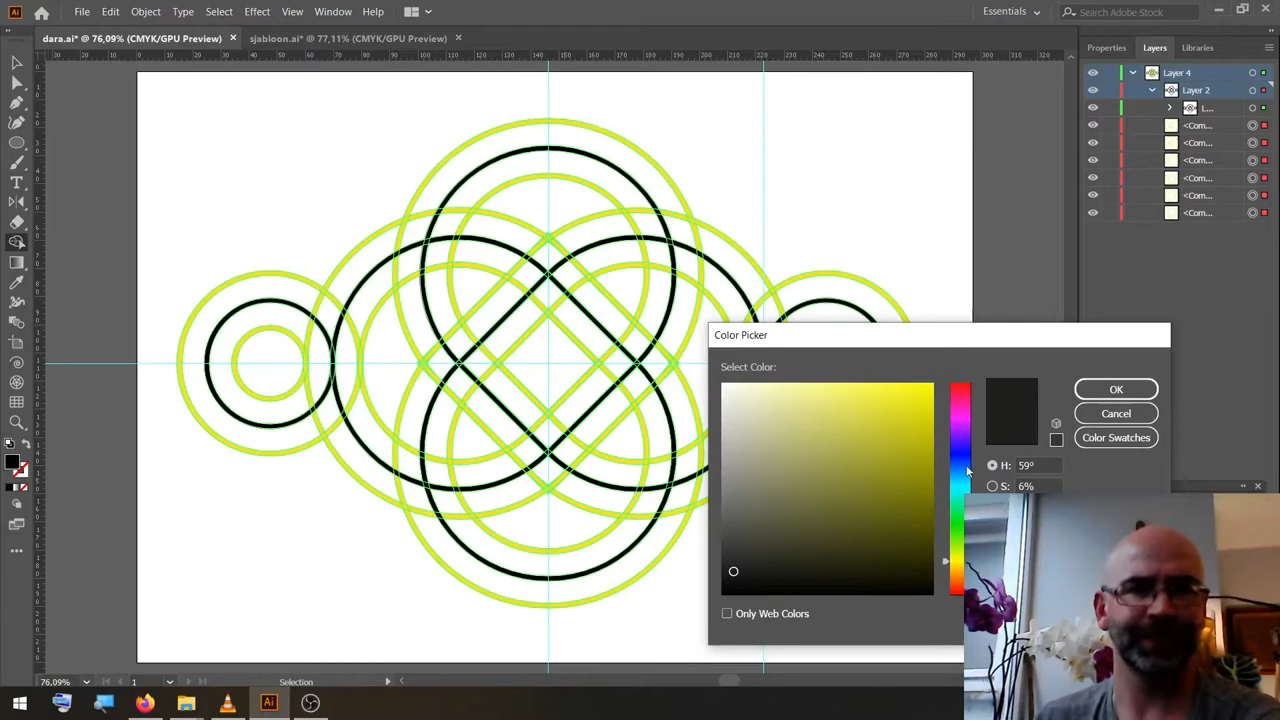 Ai File Edit Object Type Select Effect View Window Help Essentials Search Adobe Stock
dara.ai* @ 76,09% (CMYK/GPU Preview) × sjabloon.ai* @ 77,11% (CMYK/GPU Preview) ×
Properties Layers Libraries
Layer 4
Layer 2
L...
<Com...
<Com...
<Com...
<Com...
<Com...
<Com...
Color Picker
Select Color:
OK
Cancel
Color Swatches
H: 59°
S: 6%
Only Web Colors
76,09% 1 Selection
Ai